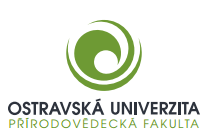 OSTRAVSKÁ UNIVERZITA
PŘÍRODOVĚDECKÁ FAKULTA